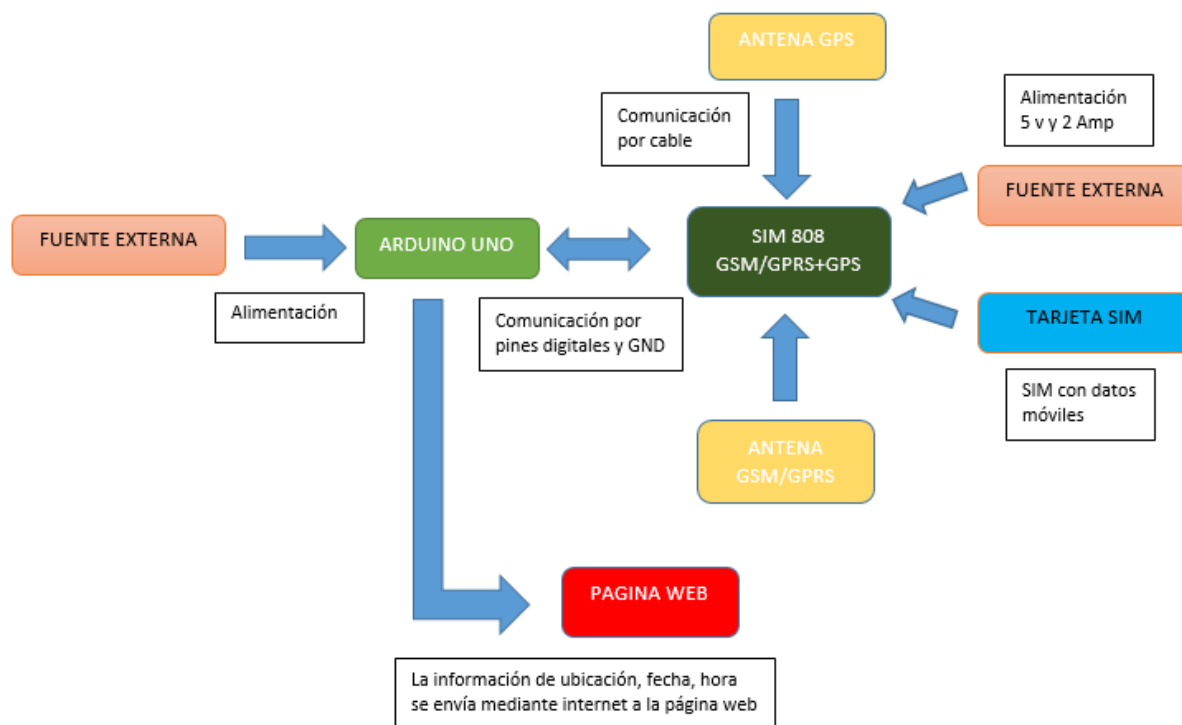 ANTENA GPS
Comunicación
por cable
Alimentación
5 v y 2 Amp
FUENTE EXTERNA
FUENTE EXTERNA
ARDUINO UNO
SIM 808
GSM/GPRS+GPS
Alimentación
Comunicación por
pines digitales y GND
TARJETA SIM
SIM con datos
móviles
ANTENA
GSM/GPRS
PAGINA WEB
La información de ubicación, fecha, hora
se envía mediante internet a la página web